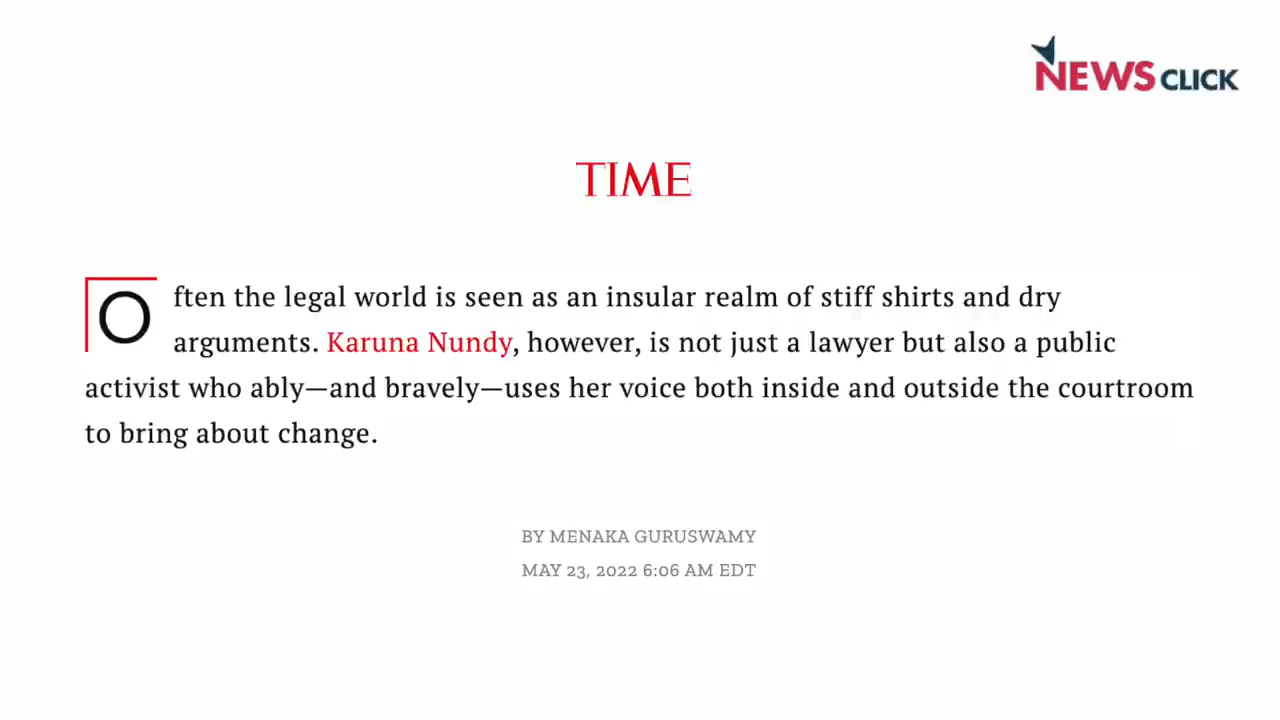 NEWS CLICK
TIME
Often the legal world is seen as an insular realm of stiff shirts and dry
arguments. Karuna Nundy, however, is not just a lawyer but also a public
activist who ably—and bravely—uses her voice both inside and outside the courtroom
to bring about change.
BY MENAKA GURUSWAMY
MAY 23, 2022 6:06 AM EDT